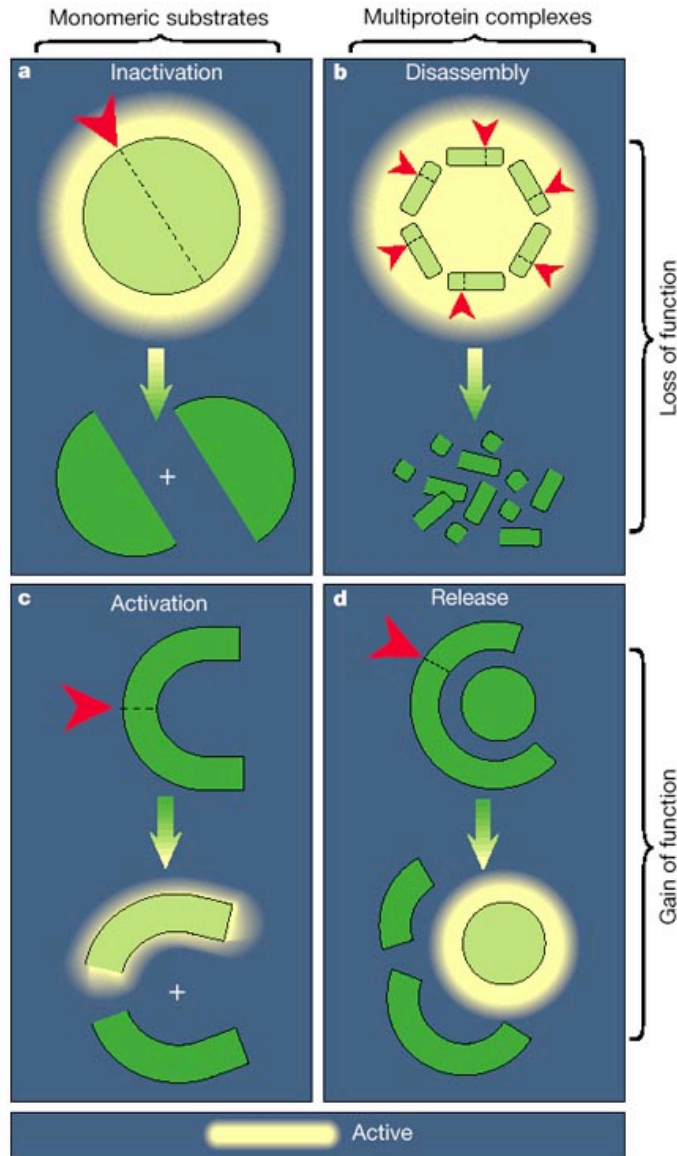 Monomeric substrates
Multiprotein complexes
a
Inactivation
b
Disassembly
+
Loss of function
c
Activation
d
Release
+
Gain of function
Active